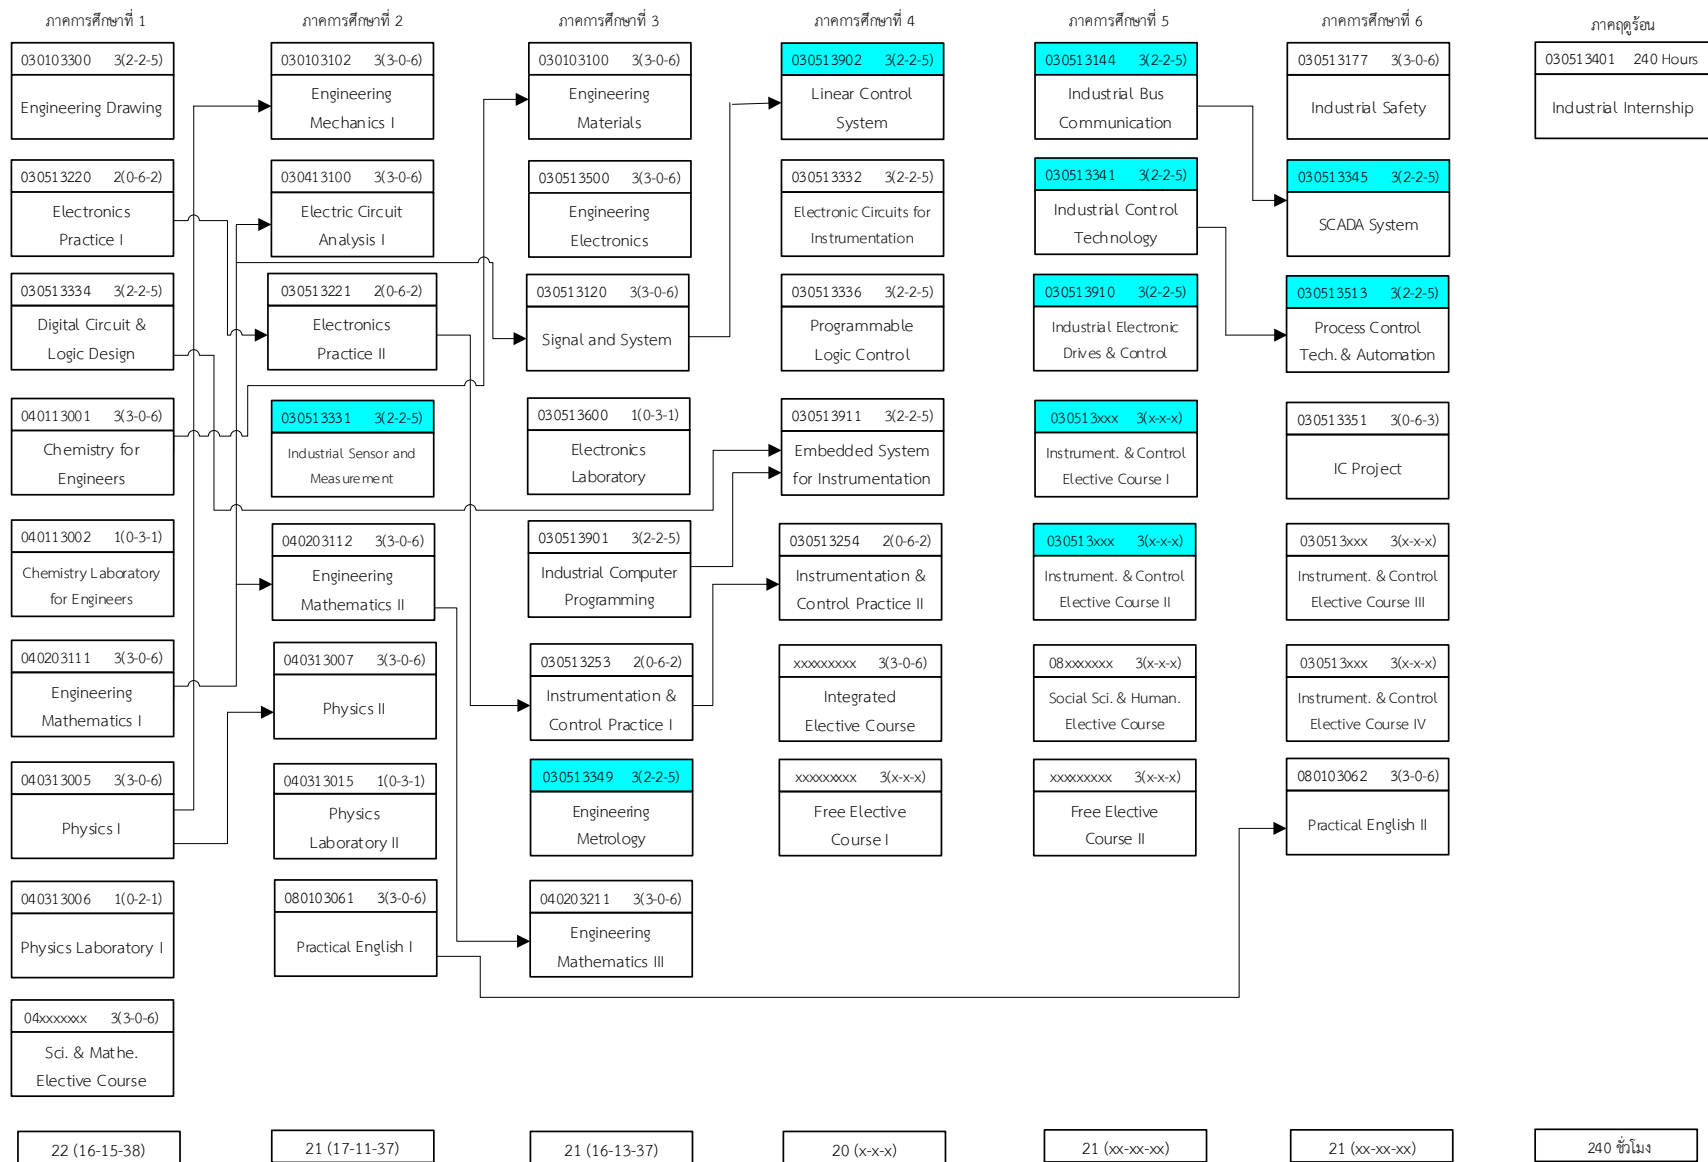 ภาคการศึกษาที่ 1
030103300 3(2-2-5)
Engineering Drawing
030513220 2(0-6-2)
Electronics
Practice I
030513334 3(2-2-5)
Digital Circuit &
Logic Design
040113001 3(3-0-6)
Chemistry for
Engineers
040113002 1(0-3-1)
Chemistry Laboratory
for Engineers
040203111 3(3-0-6)
Engineering
Mathematics I
040313005 3(3-0-6)
Physics I
040313006 1(0-2-1)
Physics Laboratory I
04xxxxxxx 3(3-0-6)
Sci. & Mathe.
Elective Course
22 (16-15-38)
ภาคการศึกษาที่ 2
030103102 3(3-0-6)
Engineering
Mechanics I
030413100 3(3-0-6)
Electric Circuit
Analysis I
030513221 2(0-6-2)
Electronics
Practice II
030513331 3(2-2-5)
Industrial Sensor and
Measurement
040203112 3(3-0-6)
Engineering
Mathematics II
040313007 3(3-0-6)
Physics II
040313015 1(0-3-1)
Physics
Laboratory II
080103061 3(3-0-6)
Practical English I
21 (17-11-37)
ภาคการศึกษาที่ 3
030103100 3(3-0-6)
Engineering
Materials
030513500 3(3-0-6)
Engineering
Electronics
030513120 3(3-0-6)
Signal and System
030513600 1(0-3-1)
Electronics
Laboratory
030513901 3(2-2-5)
Industrial Computer
Programming
030513253 2(0-6-2)
Instrumentation &
Control Practice I
030513349 3(2-2-5)
Engineering
Metrology
040203211 3(3-0-6)
Engineering
Mathematics III
21 (16-13-37)
ภาคการศึกษาที่ 4
030513902 3(2-2-5)
Linear Control
System
030513332 3(2-2-5)
Electronic Circuits for
Instrumentation
030513336 3(2-2-5)
Programmable
Logic Control
030513911 3(2-2-5)
Embedded System
for Instrumentation
030513254 2(0-6-2)
Instrumentation &
Control Practice II
xxxxxxxxx 3(3-0-6)
Integrated
Elective Course
xxxxxxxxx 3(x-x-x)
Free Elective
Course I
20 (x-x-x)
ภาคการศึกษาที่ 5
030513144 3(2-2-5)
Industrial Bus
Communication
030513341 3(2-2-5)
Industrial Control
Technology
030513910 3(2-2-5)
Industrial Electronic
Drives & Control
030513xxx 3(x-x-x)
Instrument. & Control
Elective Course I
030513xxx 3(x-x-x)
Instrument. & Control
Elective Course II
08xxxxxxx 3(x-x-x)
Social Sci. & Human.
Elective Course
xxxxxxxxx 3(x-x-x)
Free Elective
Course II
21 (xx-xx-xx)
ภาคการศึกษาที่ 6
030513177 3(3-0-6)
Industrial Safety
030513345 3(2-2-5)
SCADA System
030513513 3(2-2-5)
Process Control
Tech. & Automation
030513351 3(0-6-3)
IC Project
030513xxx 3(x-x-x)
Instrument. & Control
Elective Course III
030513xxx 3(x-x-x)
Instrument. & Control
Elective Course IV
080103062 3(3-0-6)
Practical English II
21 (xx-xx-xx)
ภาคฤดูร้อน
030513401 240 Hours
Industrial Internship
240 ชั่วโมง